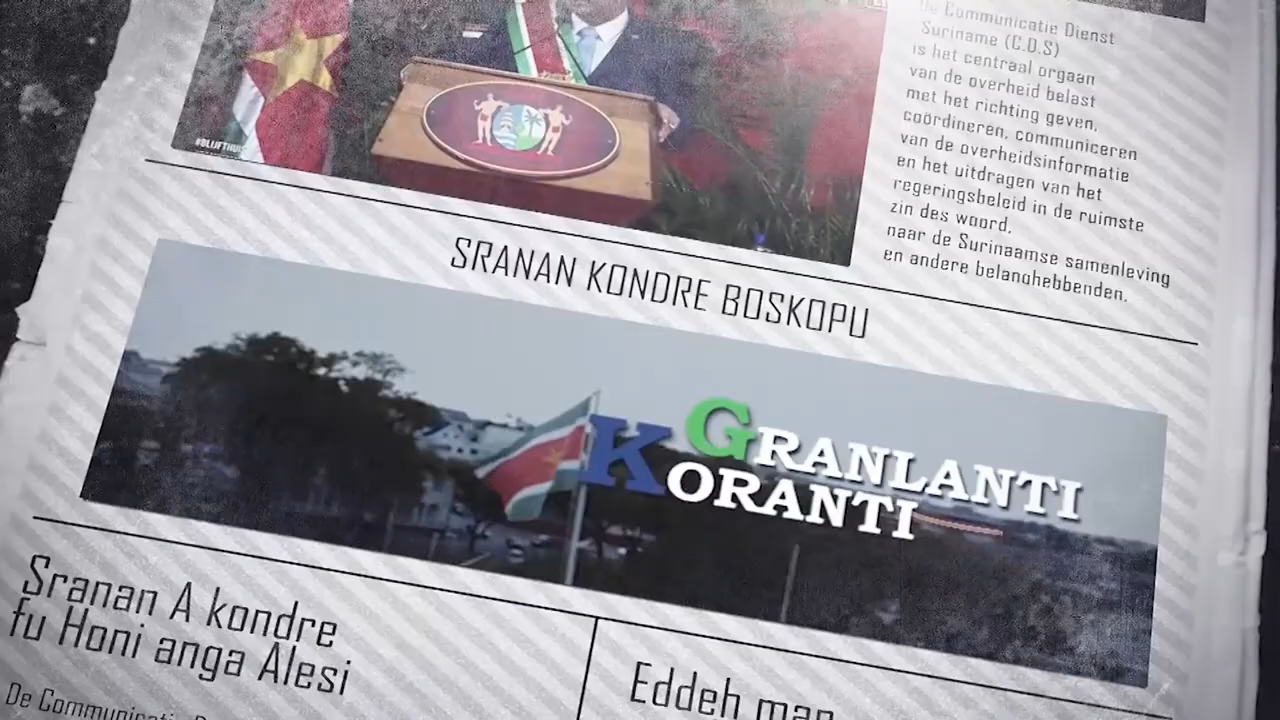 De Communicatie Dienst
Suriname (C.D.S)
is het centraal orgaan
van de overheid belast
met het richting geven,
coördineren, communiceren
van de overheidsinformatie
en het uitdragen van het
regeringsbeleid in de ruimste
zin des woord.
naar de Surinaamse samenleving
en andere belanghebbenden.
SRANAN KONDRE BOSKOPU
GRANLANTI
KORANTI
Sranan A kondre
fu Honi anga Alesi
Eddeh man
De